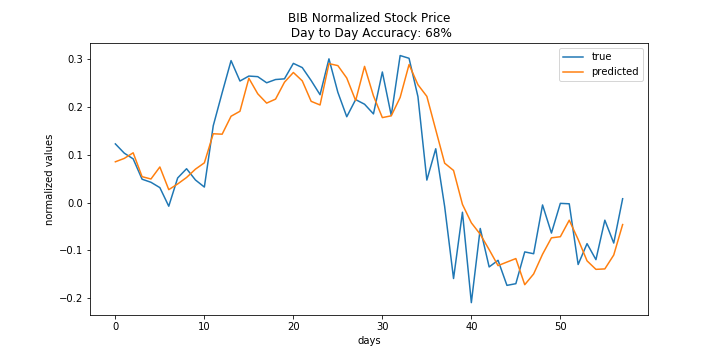 BIB Normalized Stock Price
Day to Day Accuracy: 68%
true
predicted
normalized values
0.3
0.2
0.1
0.0
−0.1
−0.2
0 10 20 30 40 50
days